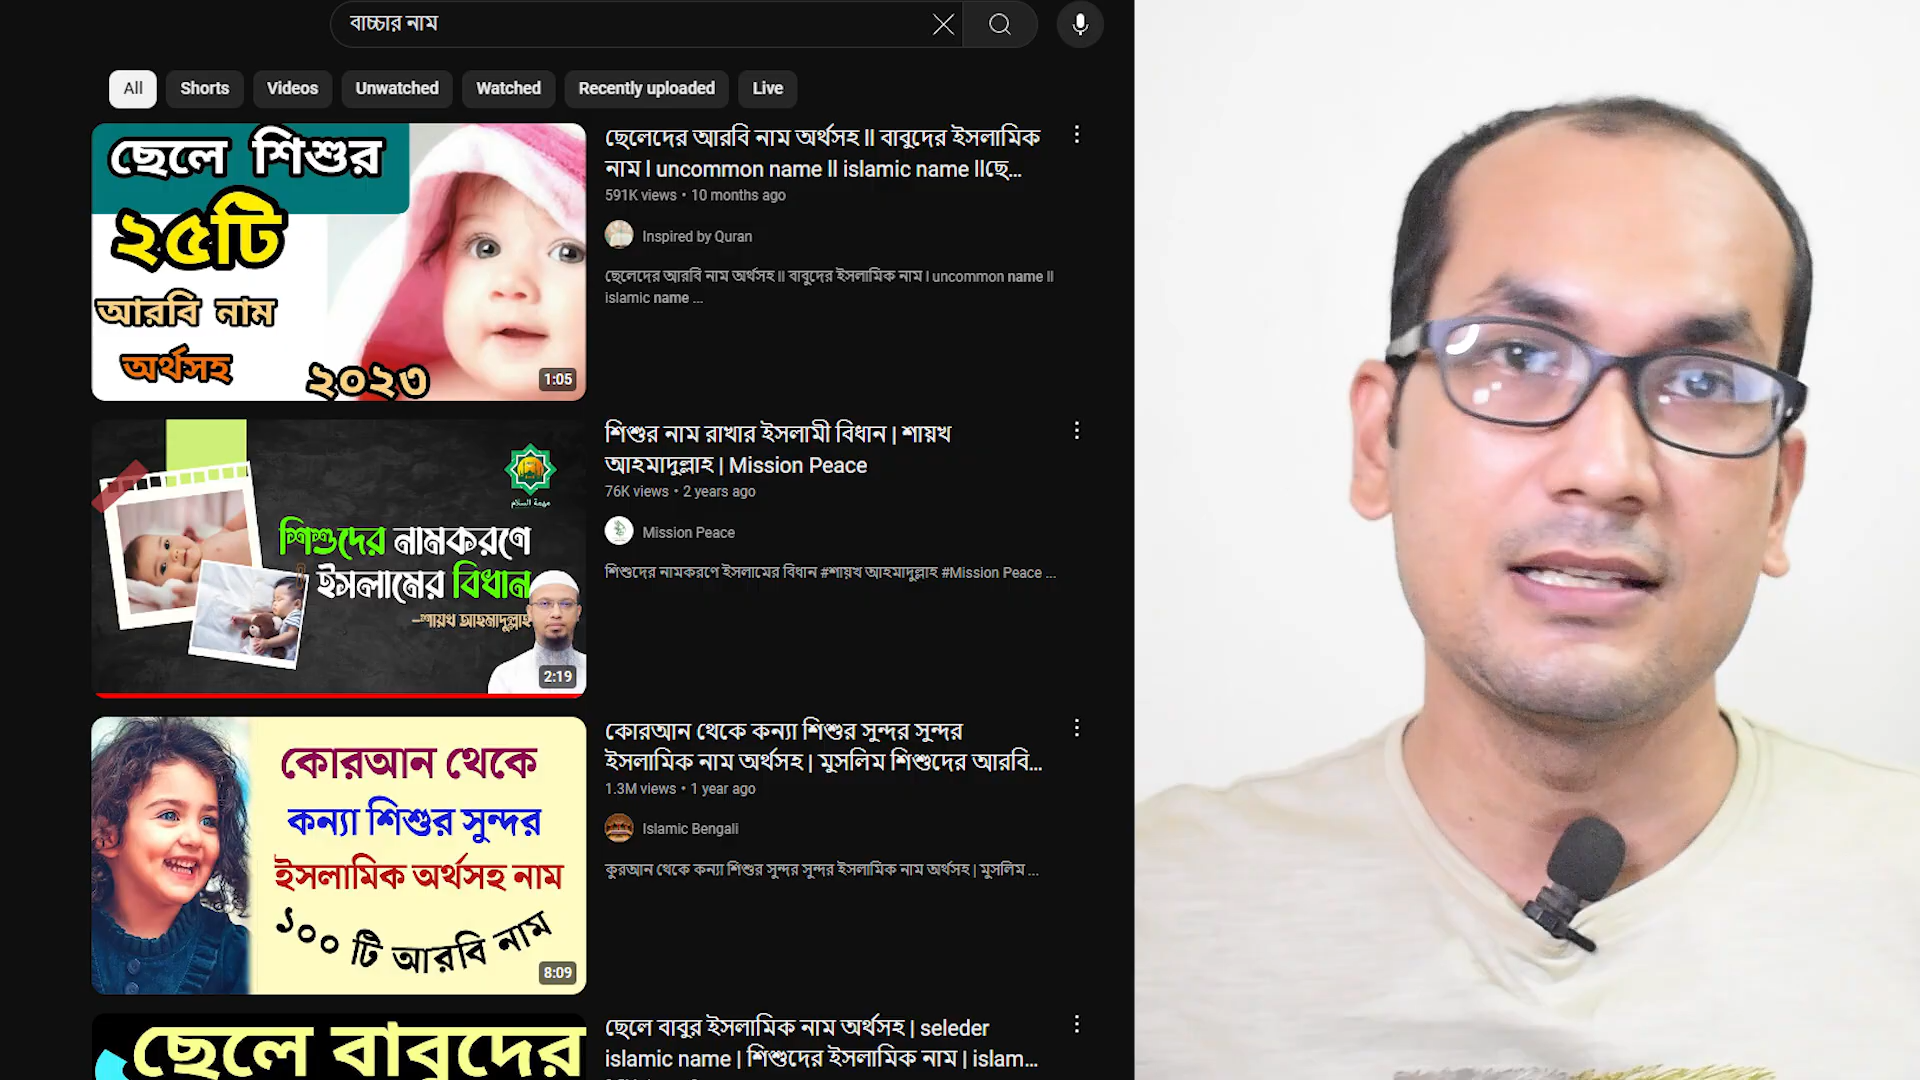 বাচ্চার নাম
All
Shorts
Videos
Unwatched
Watched
Recently uploaded
Live
ছেলে শিশুর
২৫টি
আরবি নাম
অর্থসহ
২০২৩
1:05
ছেলেদের আরবি নাম অর্থসহ ll বাবুদের ইসলামিক
নাম l uncommon name ll islamic name llছে...
591K views • 10 months ago
Inspired by Quran
ছেলেদের আরবি নাম অর্থসহ ll বাবুদের ইসলামিক নাম l uncommon name ll
islamic name ...
শিশুদের নামকরণে
ইসলামের বিধান
–শায়খ আহমাদুল্লাহ
2:19
শিশুর নাম রাখার ইসলামী বিধান | শায়খ
আহমাদুল্লাহ | Mission Peace
76K views • 2 years ago
Mission Peace
শিশুদের নামকরণে ইসলামের বিধান #শায়খ আহমাদুল্লাহ #Mission Peace ...
কোরআন থেকে
কন্যা শিশুর সুন্দর
ইসলামিক অর্থসহ নাম
১০০ টি আরবি নাম
8:09
কোরআন থেকে কন্যা শিশুর সুন্দর সুন্দর
ইসলামিক নাম অর্থসহ | মুসলিম শিশুদের আরবি...
1.3M views • 1 year ago
Islamic Bengali
কুরআন থেকে কন্যা শিশুর সুন্দর সুন্দর ইসলামিক নাম অর্থসহ | মুসলিম ...
ছেলে বাবুদের
ছেলে বাবুর ইসলামিক নাম অর্থসহ | seleder
islamic name | শিশুদের ইসলামিক নাম | islam...